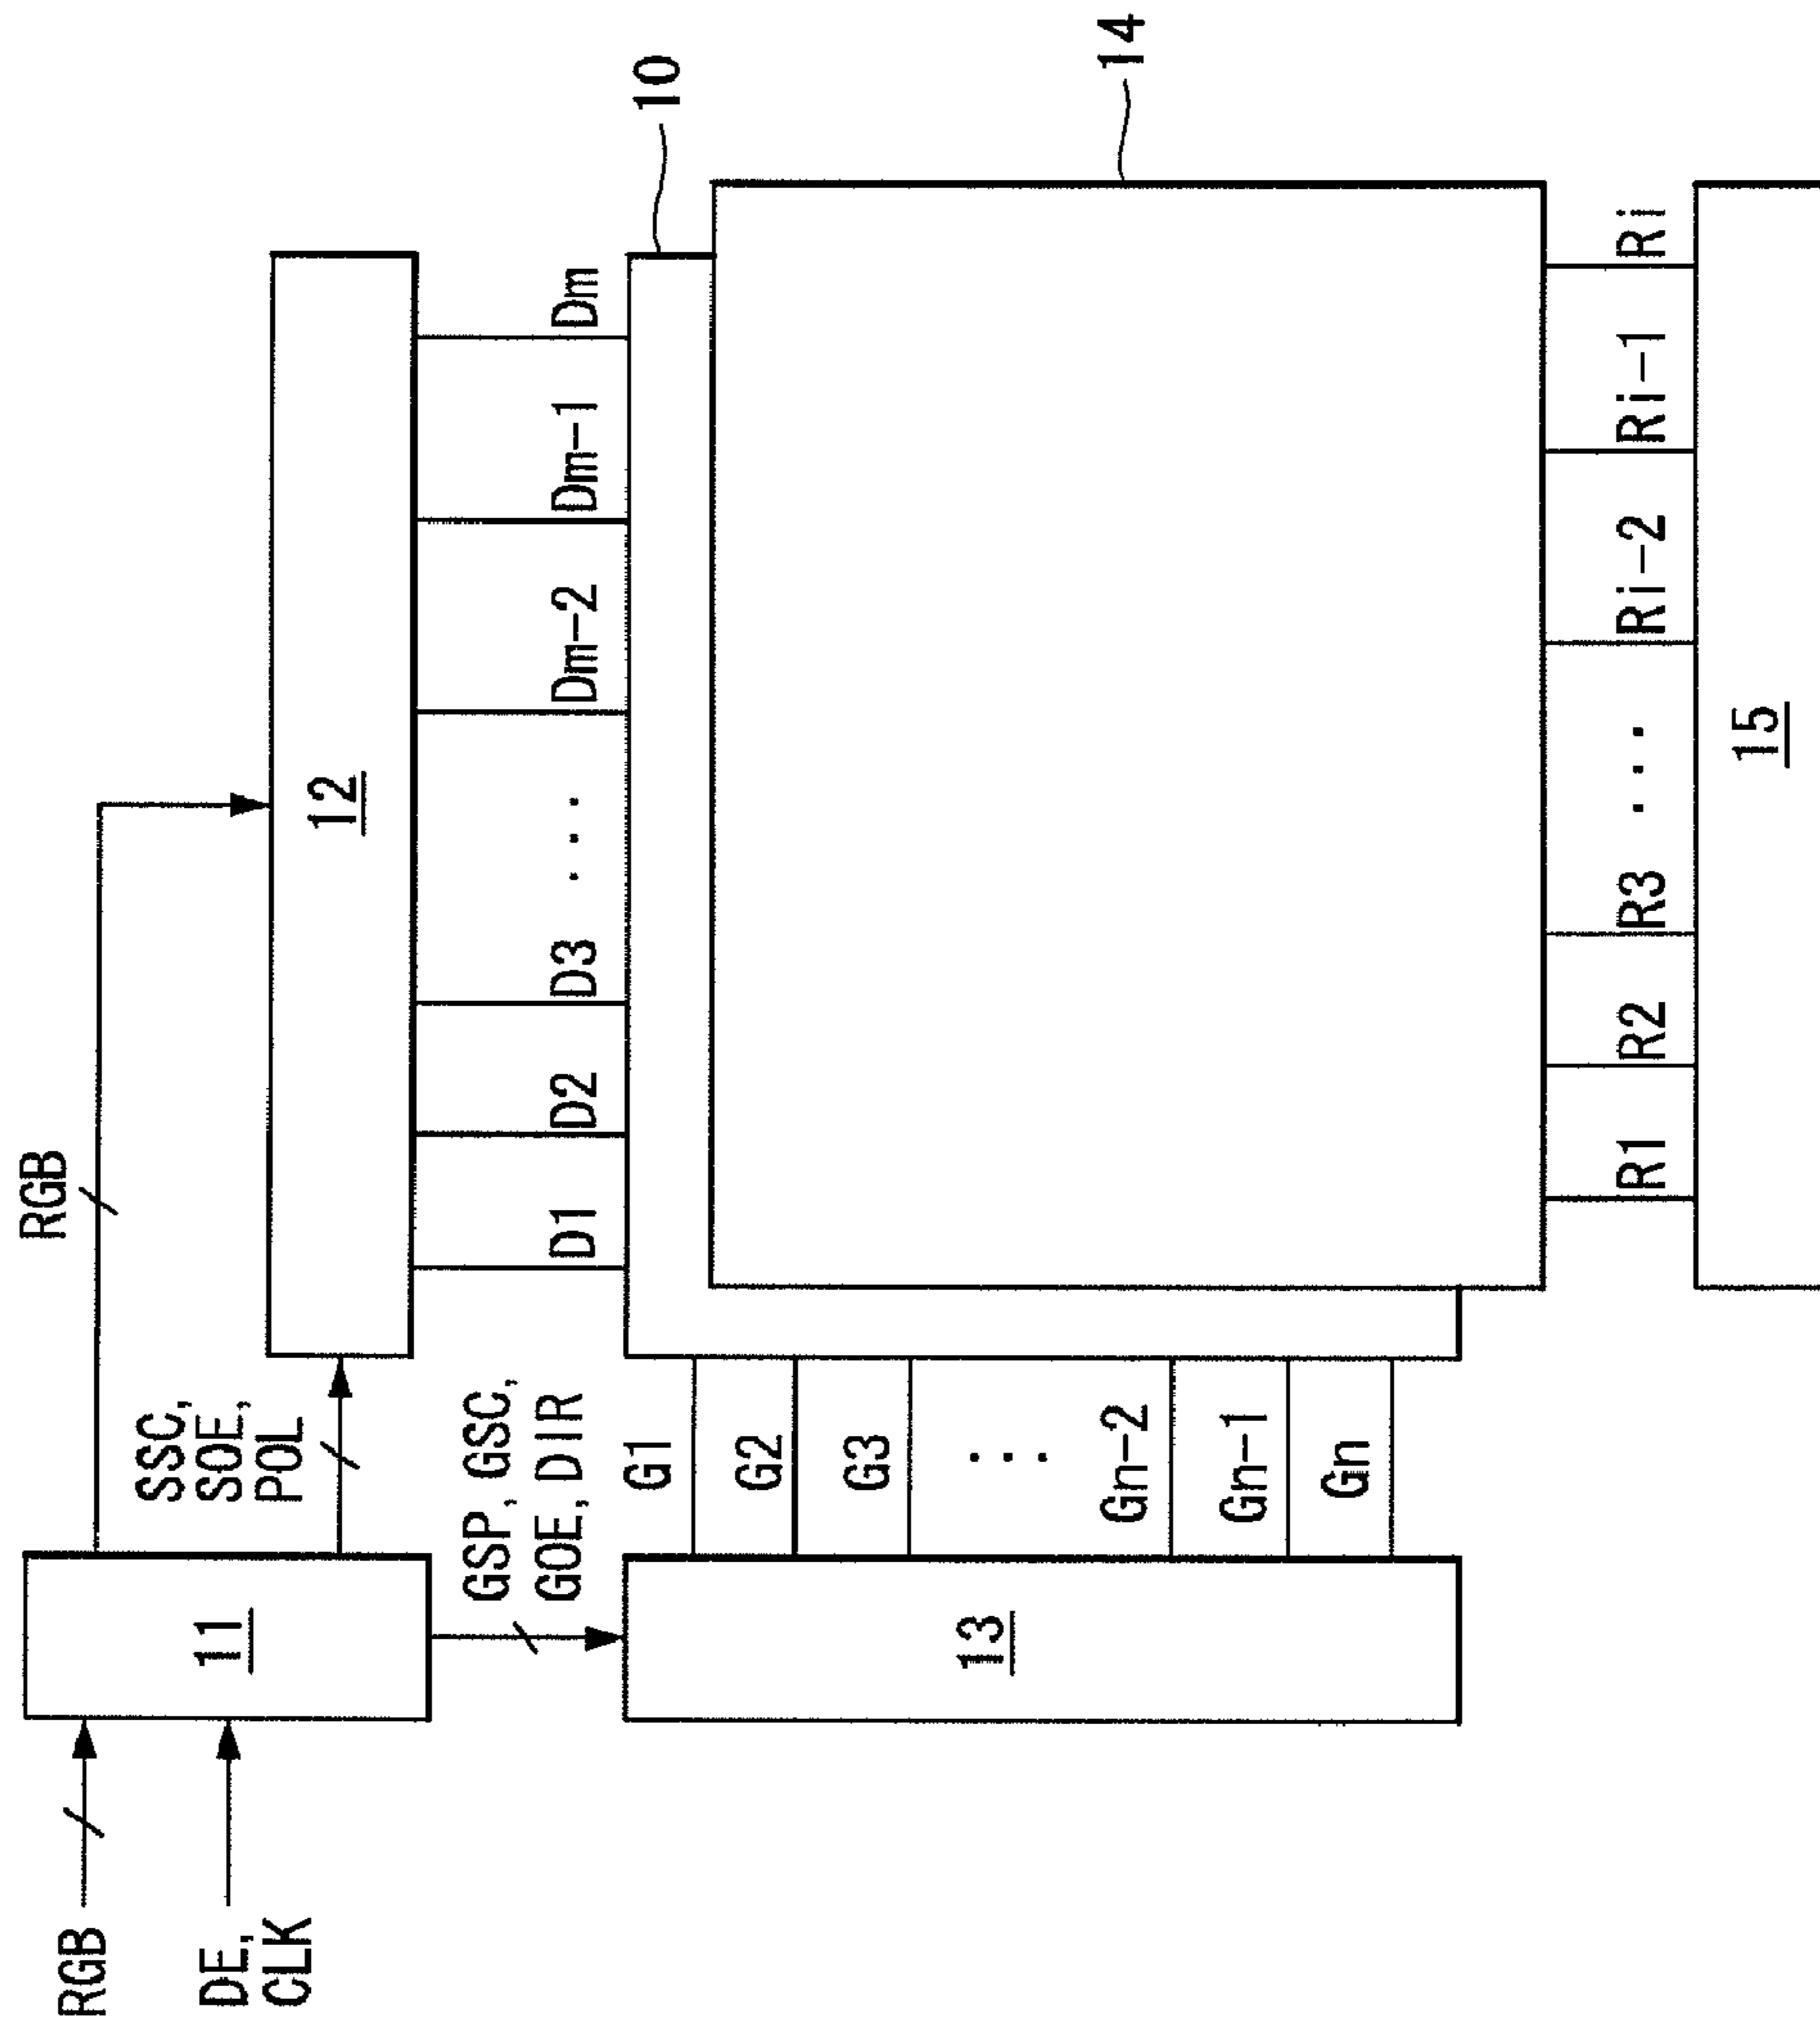 RGB
DE,
CLK
11
RGB
SSC,
SOE,
POL
GSP, GSC,
GOE, DIR
12
D1
D2
D3
...
Dm-2
Dm-1
Dm
10
14
13
G1
G2
G3
...
Gn-2
Gn-1
Gn
R1
R2
R3
...
Ri-2
Ri-1
Ri
15